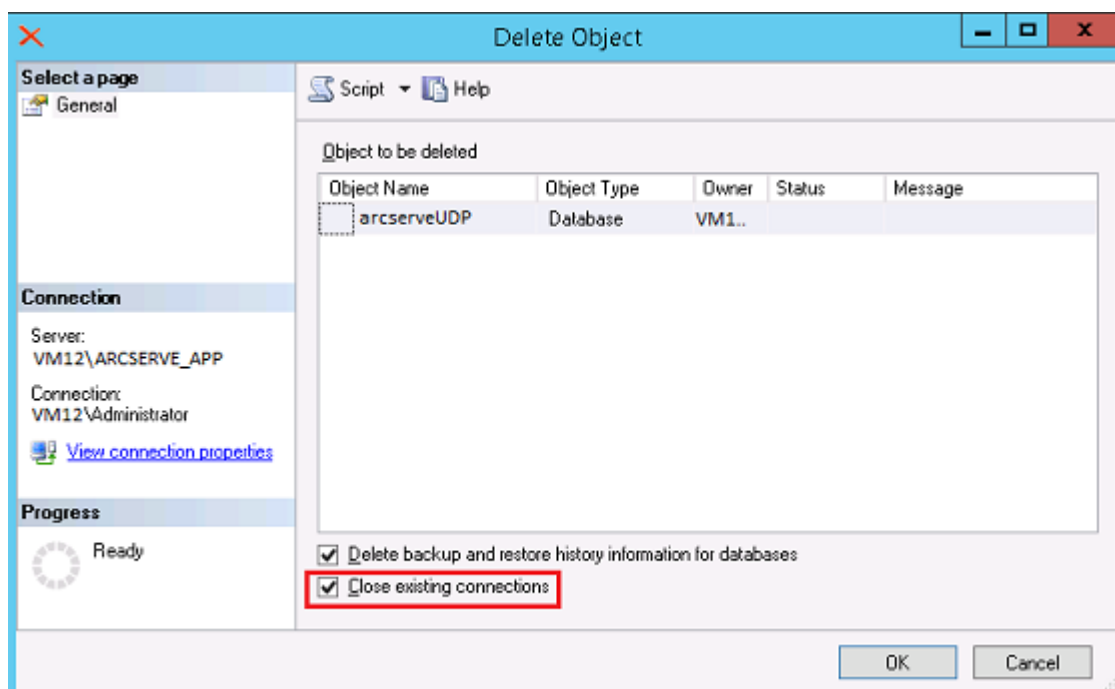 Delete Object
Select a page
General
Script Help
Object to be deleted
Object Name Object Type Owner Status Message
arcserveUDP Database VM1..
Connection
Server:
VM12\ARCSERVE_APP
Connection:
VM12\Administrator
View connection properties
Progress
Ready
Delete backup and restore history information for databases
Close existing connections
OK Cancel